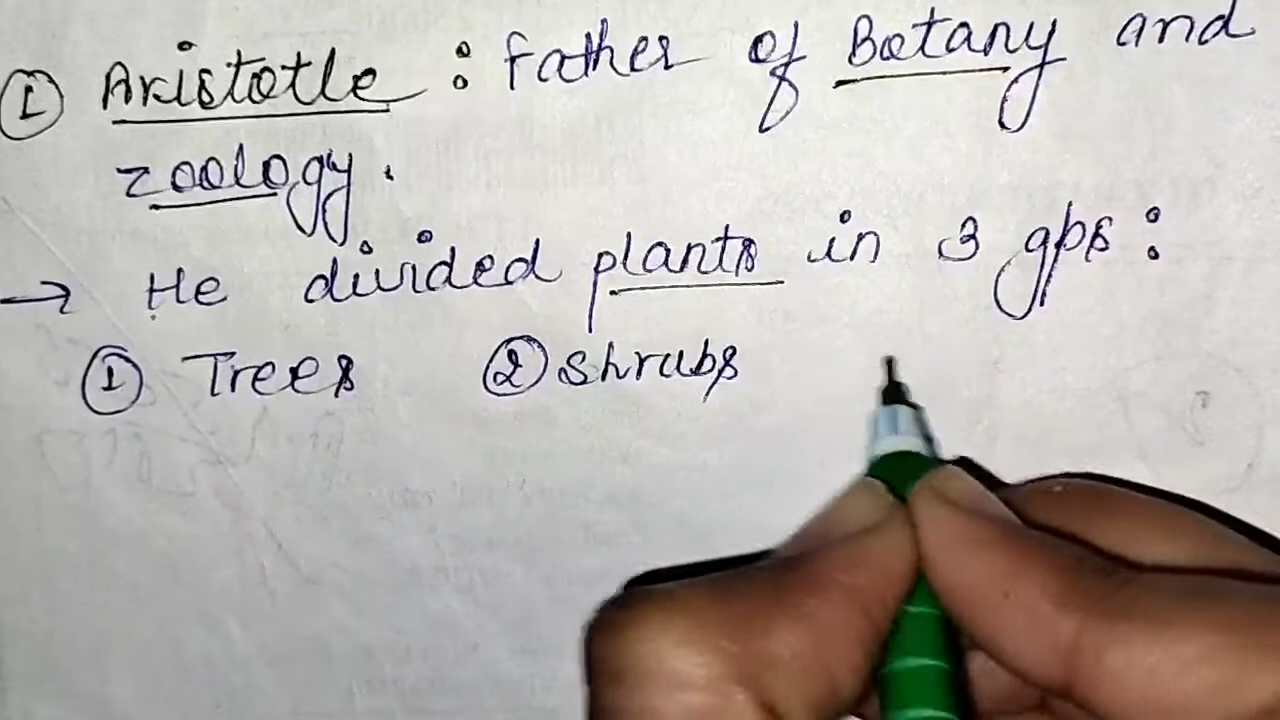 ① Aristotle : Father of Botany and
zoology.
→ He divided plants in 3 gps :
① Trees ② shrubs